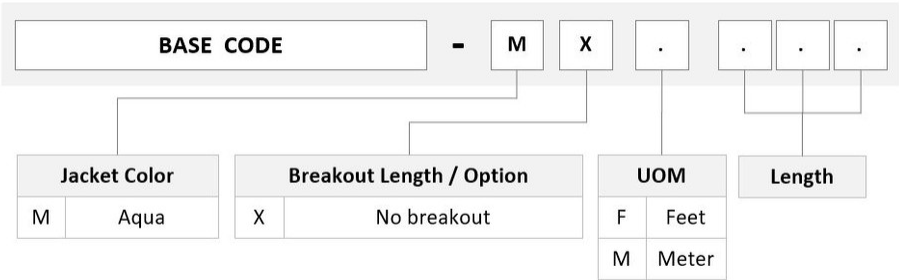 BASE CODE - M X . . . .
Jacket Color Breakout Length / Option UOM Length
M Aqua X No breakout F Feet
M Meter